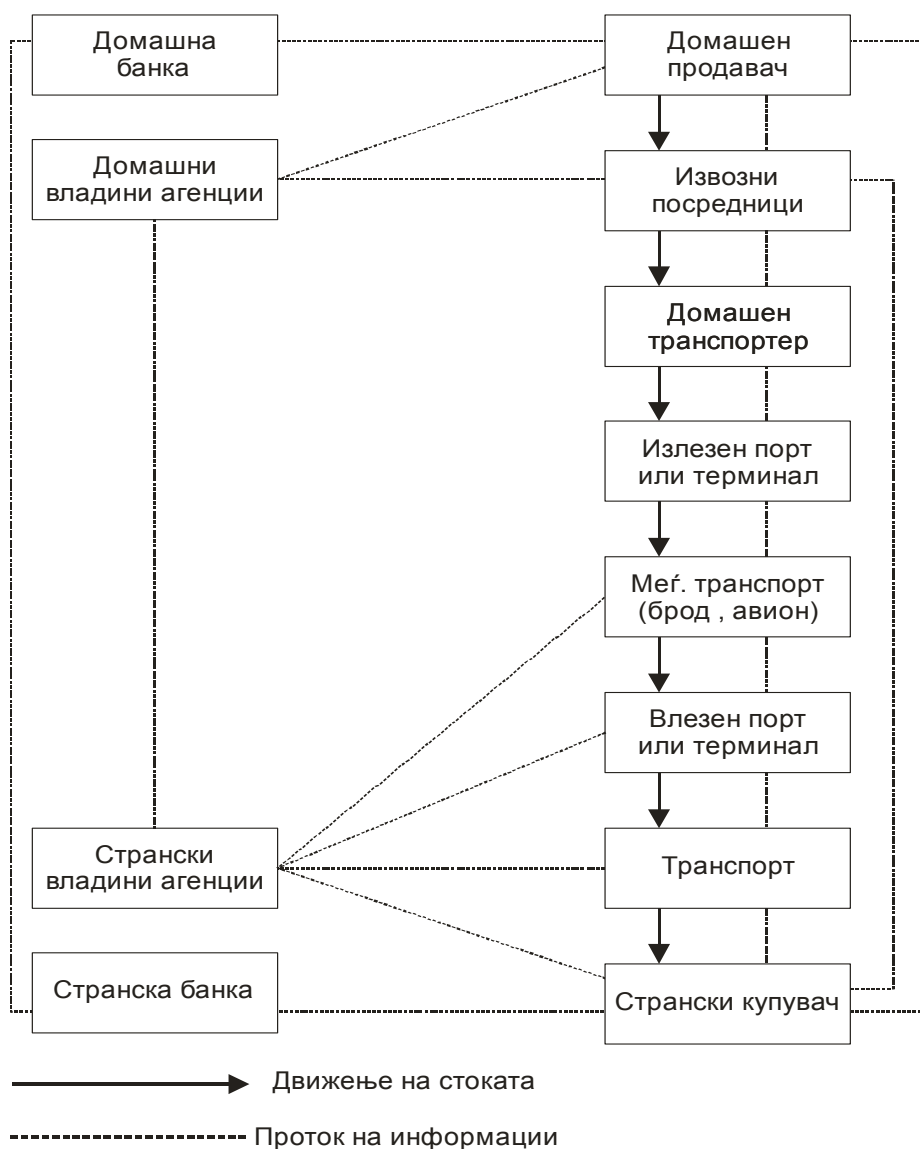 Домашна
банка
Домашен
продавач
Домашни
владини агенции
Извозни
посредници
Домашен
транспортер
Излезен порт
или терминал
Меѓ. транспорт
(брод , авион)
Влезен порт
или терминал
Странски
владини агенции
Транспорт
Странска банка
Странски купувач
Движење на стоката
Проток на информации